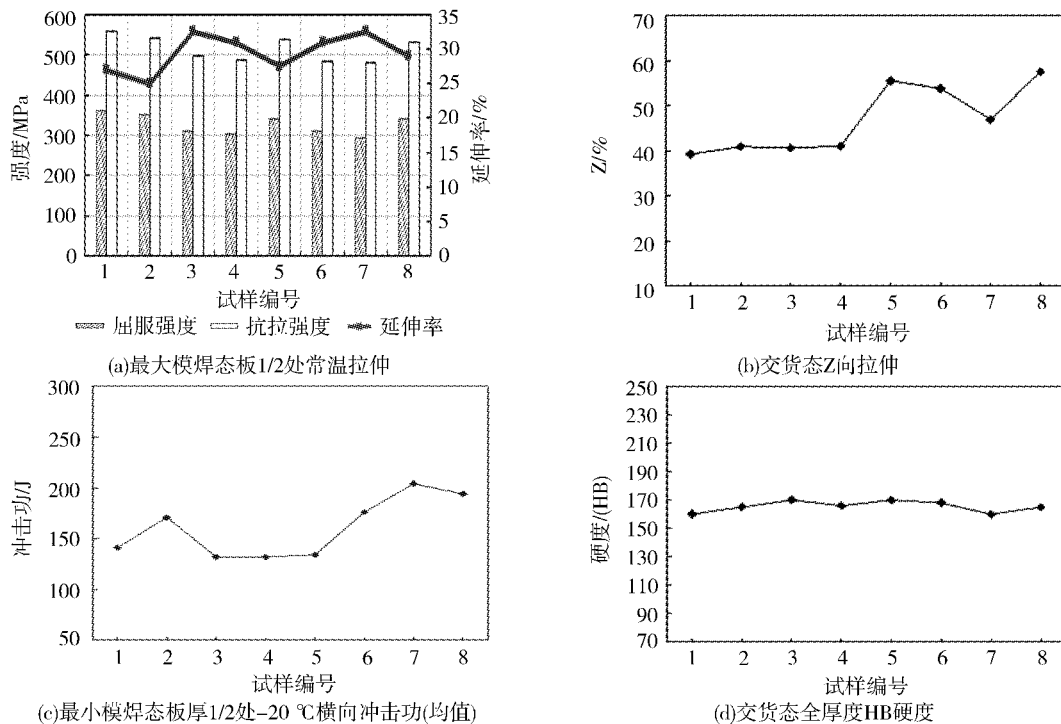 600
500
400
300
200
100
0
强度/MPa
35
30
25
20
15
10
5
0
延伸率/%
1 2 3 4 5 6 7 8
试样编号
屈服强度 抗拉强度 延伸率
(a)最大模焊态板1/2处常温拉伸
70
60
50
40
30
20
10
Z/%
1 2 3 4 5 6 7 8
试样编号
(b)交货态Z向拉伸
300
250
200
150
100
50
冲击功/J
1 2 3 4 5 6 7 8
试样编号
(c)最小模焊态板厚1/2处-20 ℃横向冲击功(均值)
250
230
210
190
170
150
130
110
90
70
硬度/(HB)
1 2 3 4 5 6 7 8
试样编号
(d)交货态全厚度HB硬度